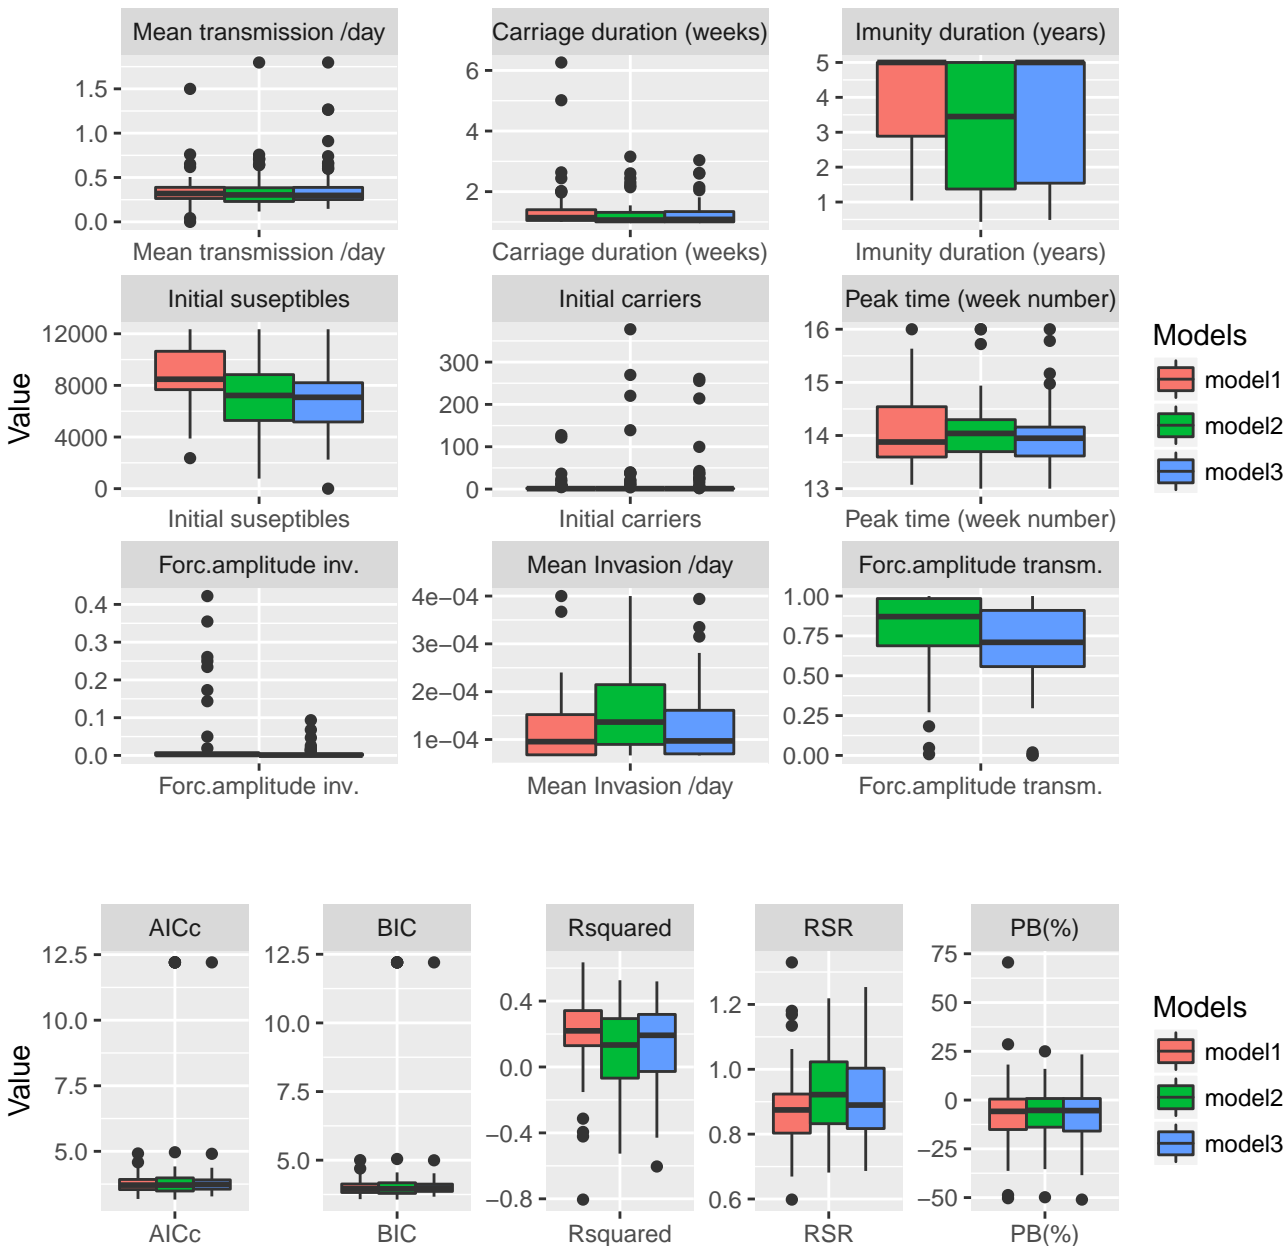 Mean transmission /day
Carriage duration (weeks)
Imunity duration (years)
1.5
1.0
0.5
0.0
6
4
2
5
4
3
2
1
Mean transmission /day
Carriage duration (weeks)
Imunity duration (years)
Initial suseptibles
Initial carriers
Peak time (week number)
12000
8000
4000
0
300
200
100
0
16
15
14
13
Initial suseptibles
Initial carriers
Peak time (week number)
Value
Models
model1
model2
model3
Forc.amplitude inv.
Mean Invasion /day
Forc.amplitude transm.
0.4
0.3
0.2
0.1
0.0
4e−04
3e−04
2e−04
1e−04
1.00
0.75
0.50
0.25
0.00
Forc.amplitude inv.
Mean Invasion /day
Forc.amplitude transm.
AICc
BIC
Rsquared
RSR
PB(%)
12.5
10.0
7.5
5.0
12.5
10.0
7.5
5.0
0.4
0.0
−0.4
−0.8
1.2
1.0
0.8
0.6
75
50
25
0
−25
−50
AICc
BIC
Rsquared
RSR
PB(%)
Value
Models
model1
model2
model3